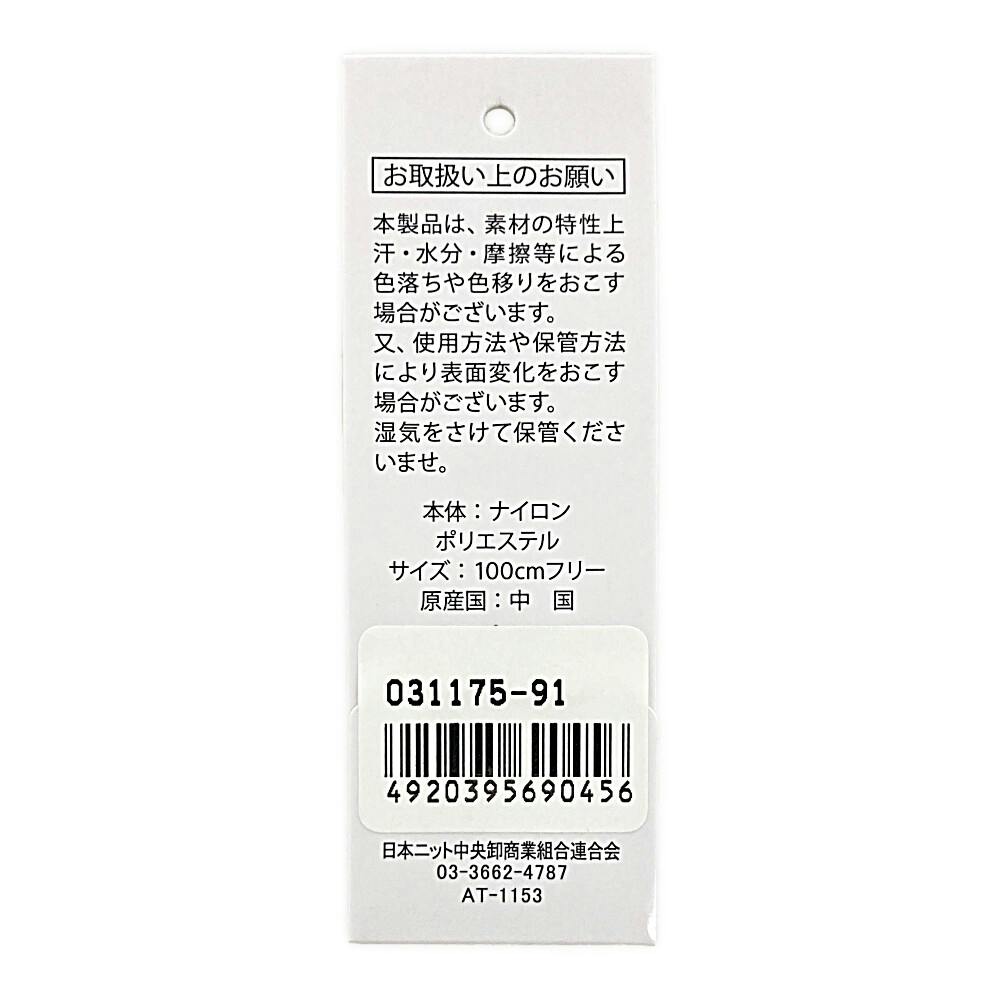 お取扱い上のお願い
本製品は、素材の特性上
汗・水分・摩擦等による
色落ちや色移りをおこす
場合がございます。
又、使用方法や保管方法
により表面変化をおこす
場合がございます。
湿気をさけて保管くださ
いませ。
本体：ナイロン
ポリエステル
サイズ：100cmフリー
原産国：中　国
031175-91
4920395690456
日本ニット中央卸商業組合連合会
03-3662-4787
AT-1153